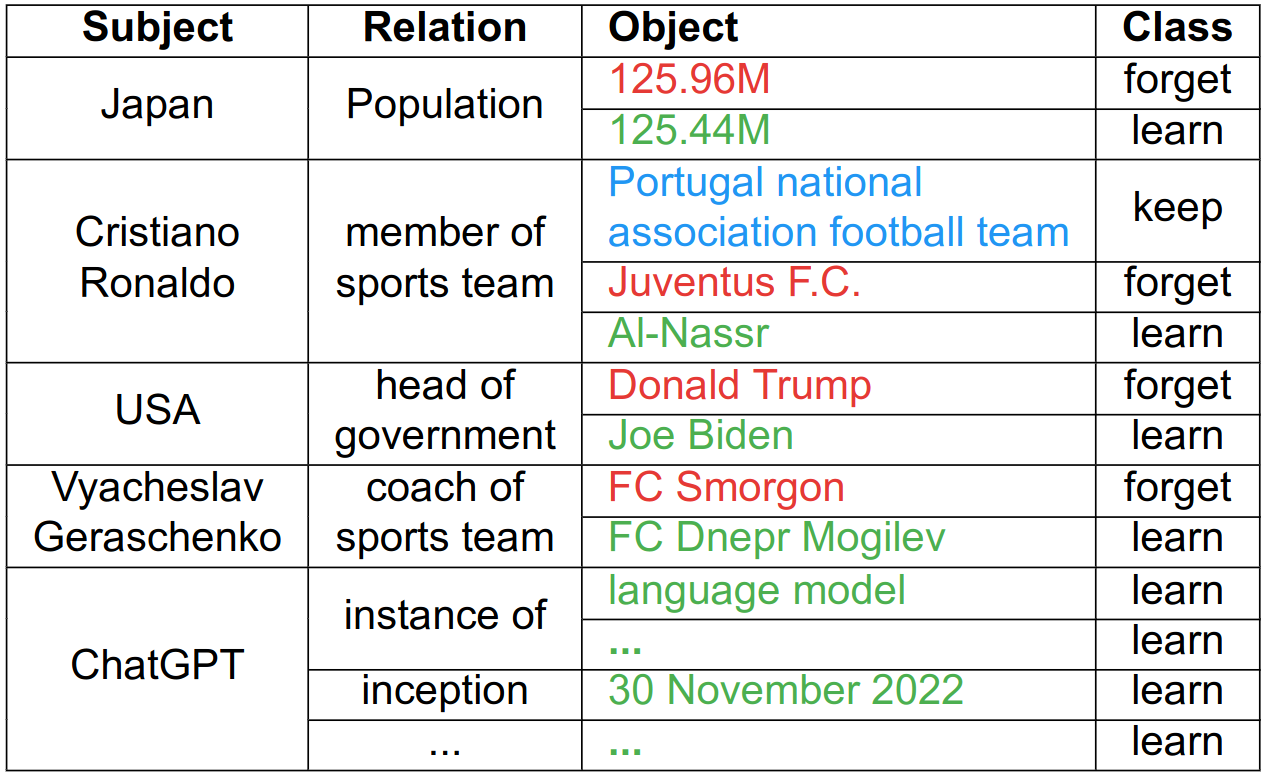 Subject Relation Object Class
Japan Population 125.96M forget
125.44M learn
Cristiano Ronaldo member of sports team Portugal national association football team keep
Juventus F.C. forget
Al-Nassr learn
USA head of government Donald Trump forget
Joe Biden learn
Vyacheslav Geraschenko coach of sports team FC Smorgon forget
FC Dnepr Mogilev learn
ChatGPT instance of language model learn
... learn
inception 30 November 2022 learn
... ... learn